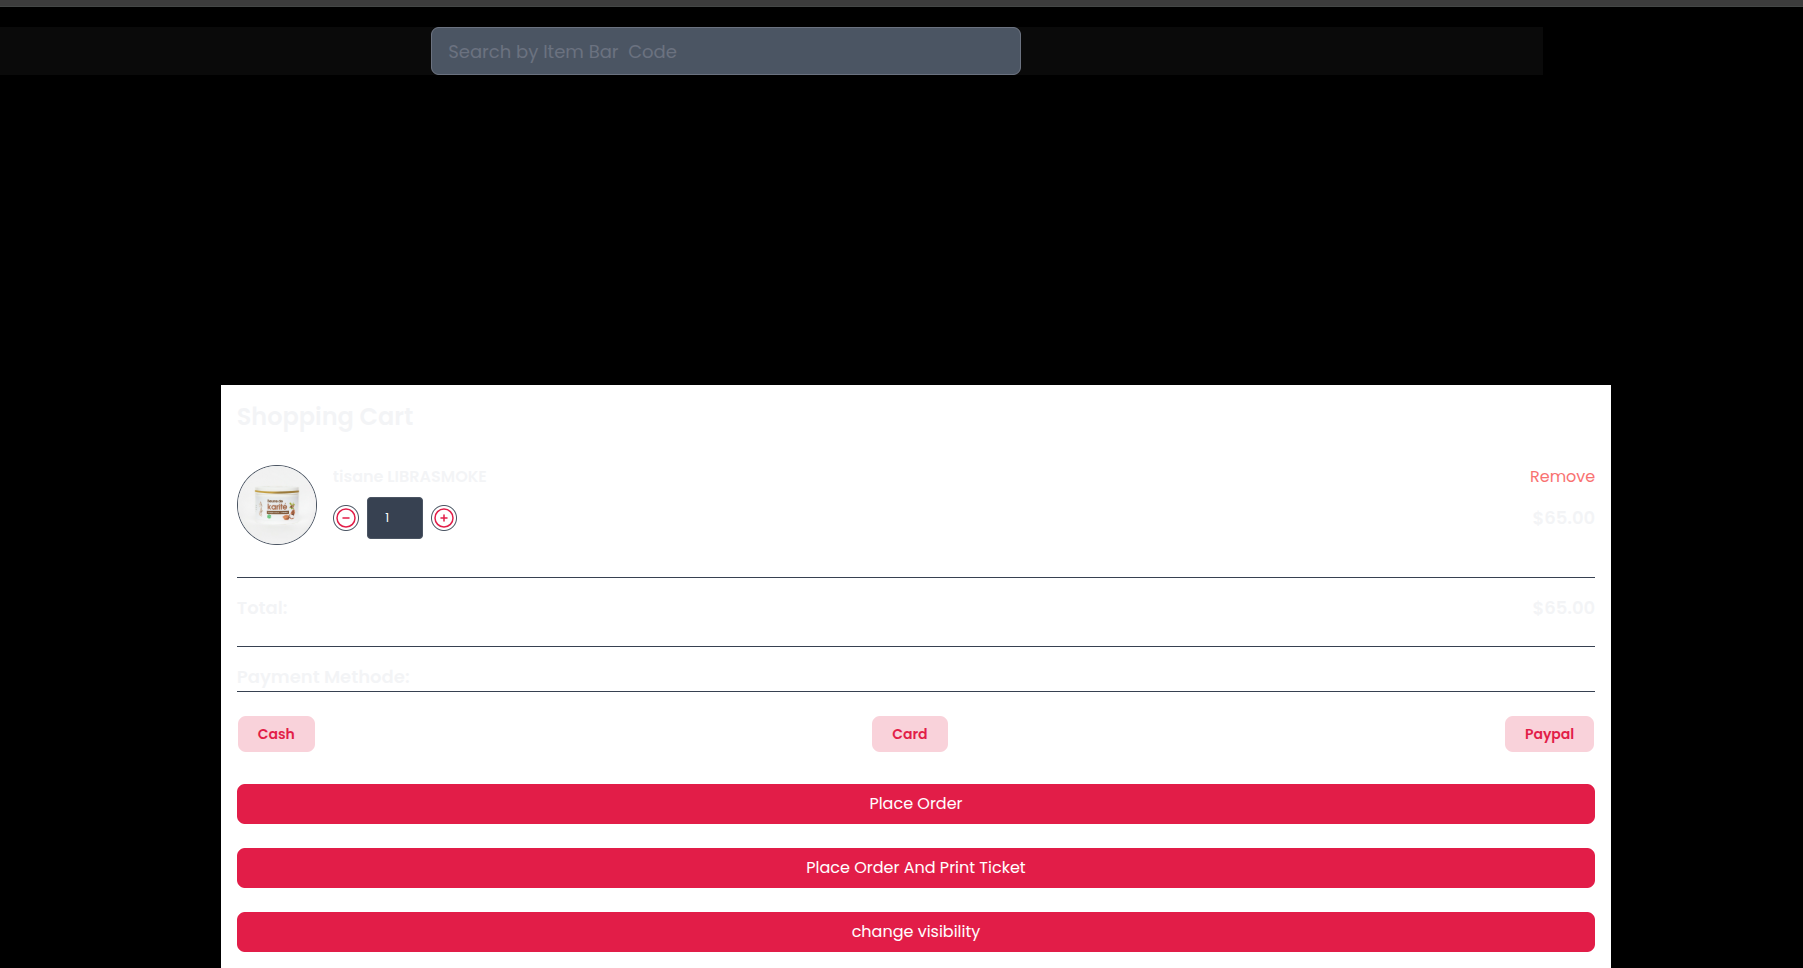 Search by Item Bar  Code
Shopping Cart
tisane LIBRASMOKE
Remove
karité
1
$65.00
Total:
$65.00
Payment Methode:
Cash
Card
Paypal
Place Order
Place Order And Print Ticket
change visibility